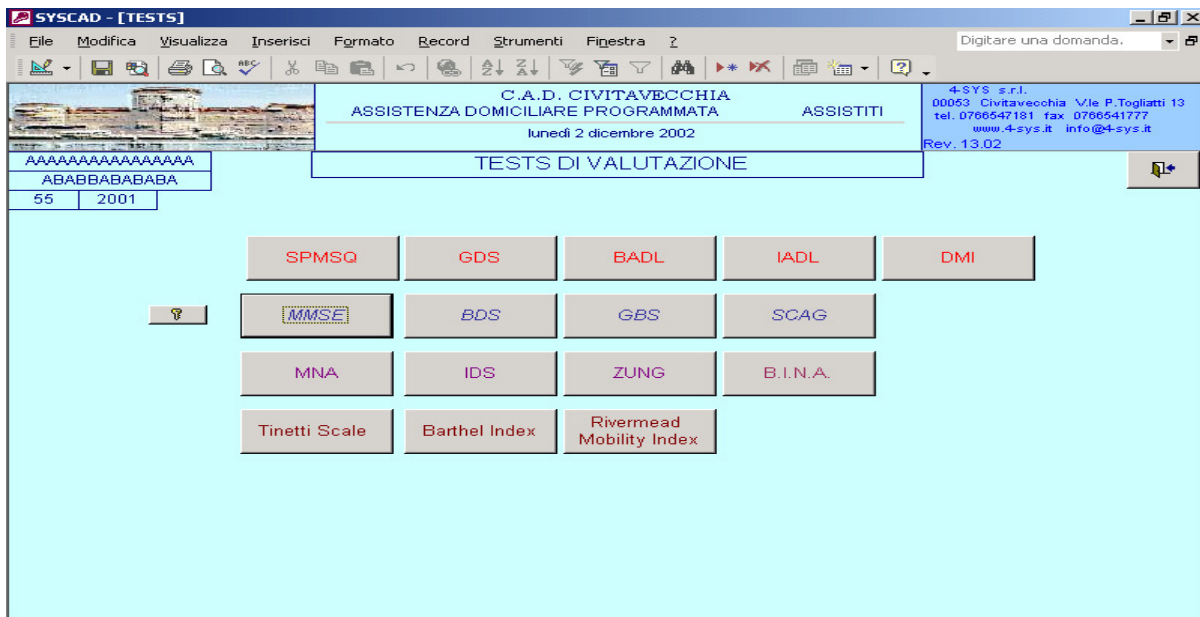 SYSCAD - [TESTS]
File Modifica Visualizza Inserisci Formato Record Strumenti Finestra ? Digitare una domanda.
C.A.D. CIVITAVECCHIA
ASSISTENZA DOMICILIARE PROGRAMMATA ASSISTITI
lunedì 2 dicembre 2002
4-SYS s.r.l.
00053 Civitavecchia V.le P.Togliatti 13
tel. 0766547181 fax 0766541777
www.4-sys.it info@4-sys.it
Rev. 13.02
AAAAAAAAAAAAAAAA
ABABBABABABA
55 2001
TESTS DI VALUTAZIONE
SPMSQ GDS BADL IADL DMI
MMSE BDS GBS SCAG
MNA IDS ZUNG B.I.N.A.
Tinetti Scale Barthel Index Rivermead
Mobility Index